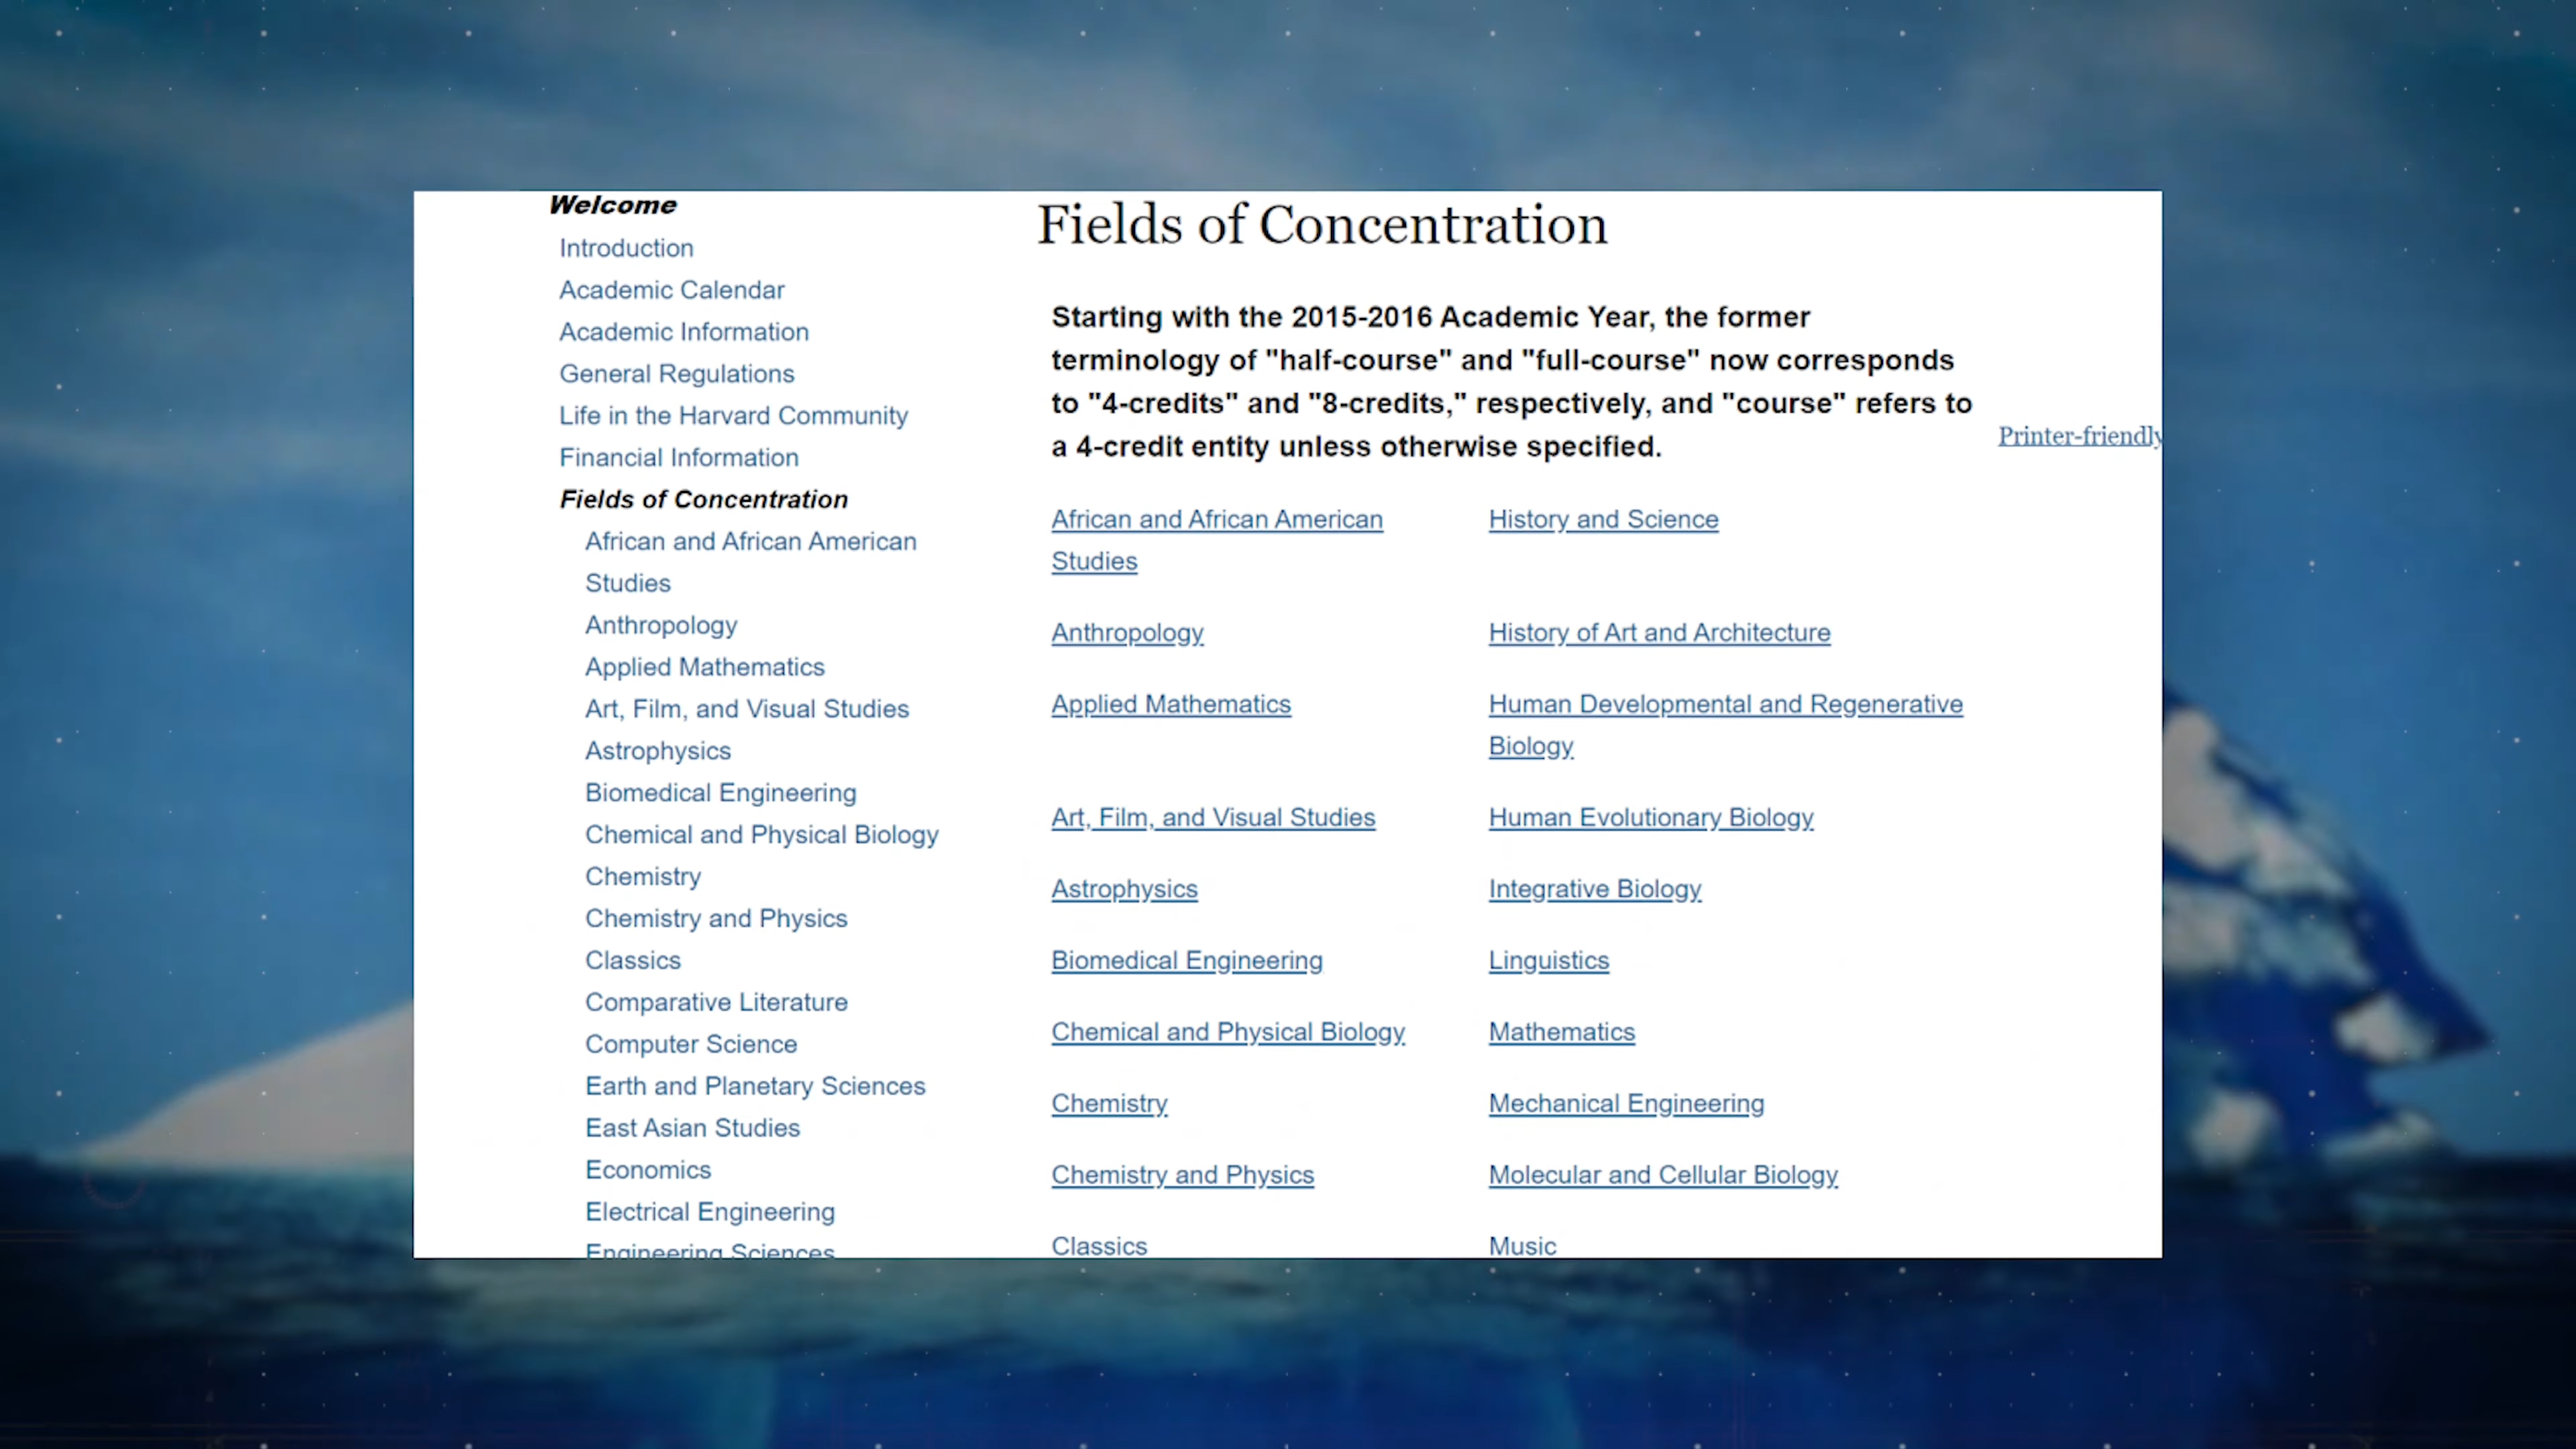 Welcome
Introduction
Academic Calendar
Academic Information
General Regulations
Life in the Harvard Community
Financial Information
Fields of Concentration
African and African American
Studies
Anthropology
Applied Mathematics
Art, Film, and Visual Studies
Astrophysics
Biomedical Engineering
Chemical and Physical Biology
Chemistry
Chemistry and Physics
Classics
Comparative Literature
Computer Science
Earth and Planetary Sciences
East Asian Studies
Economics
Electrical Engineering
Engineering Sciences
Fields of Concentration
Starting with the 2015-2016 Academic Year, the former
terminology of "half-course" and "full-course" now corresponds
to "4-credits" and "8-credits," respectively, and "course" refers to
a 4-credit entity unless otherwise specified.
Printer-friendly
African and African American
Studies
History and Science
Anthropology
History of Art and Architecture
Applied Mathematics
Human Developmental and Regenerative
Biology
Art, Film, and Visual Studies
Human Evolutionary Biology
Astrophysics
Integrative Biology
Biomedical Engineering
Linguistics
Chemical and Physical Biology
Mathematics
Chemistry
Mechanical Engineering
Chemistry and Physics
Molecular and Cellular Biology
Classics
Music